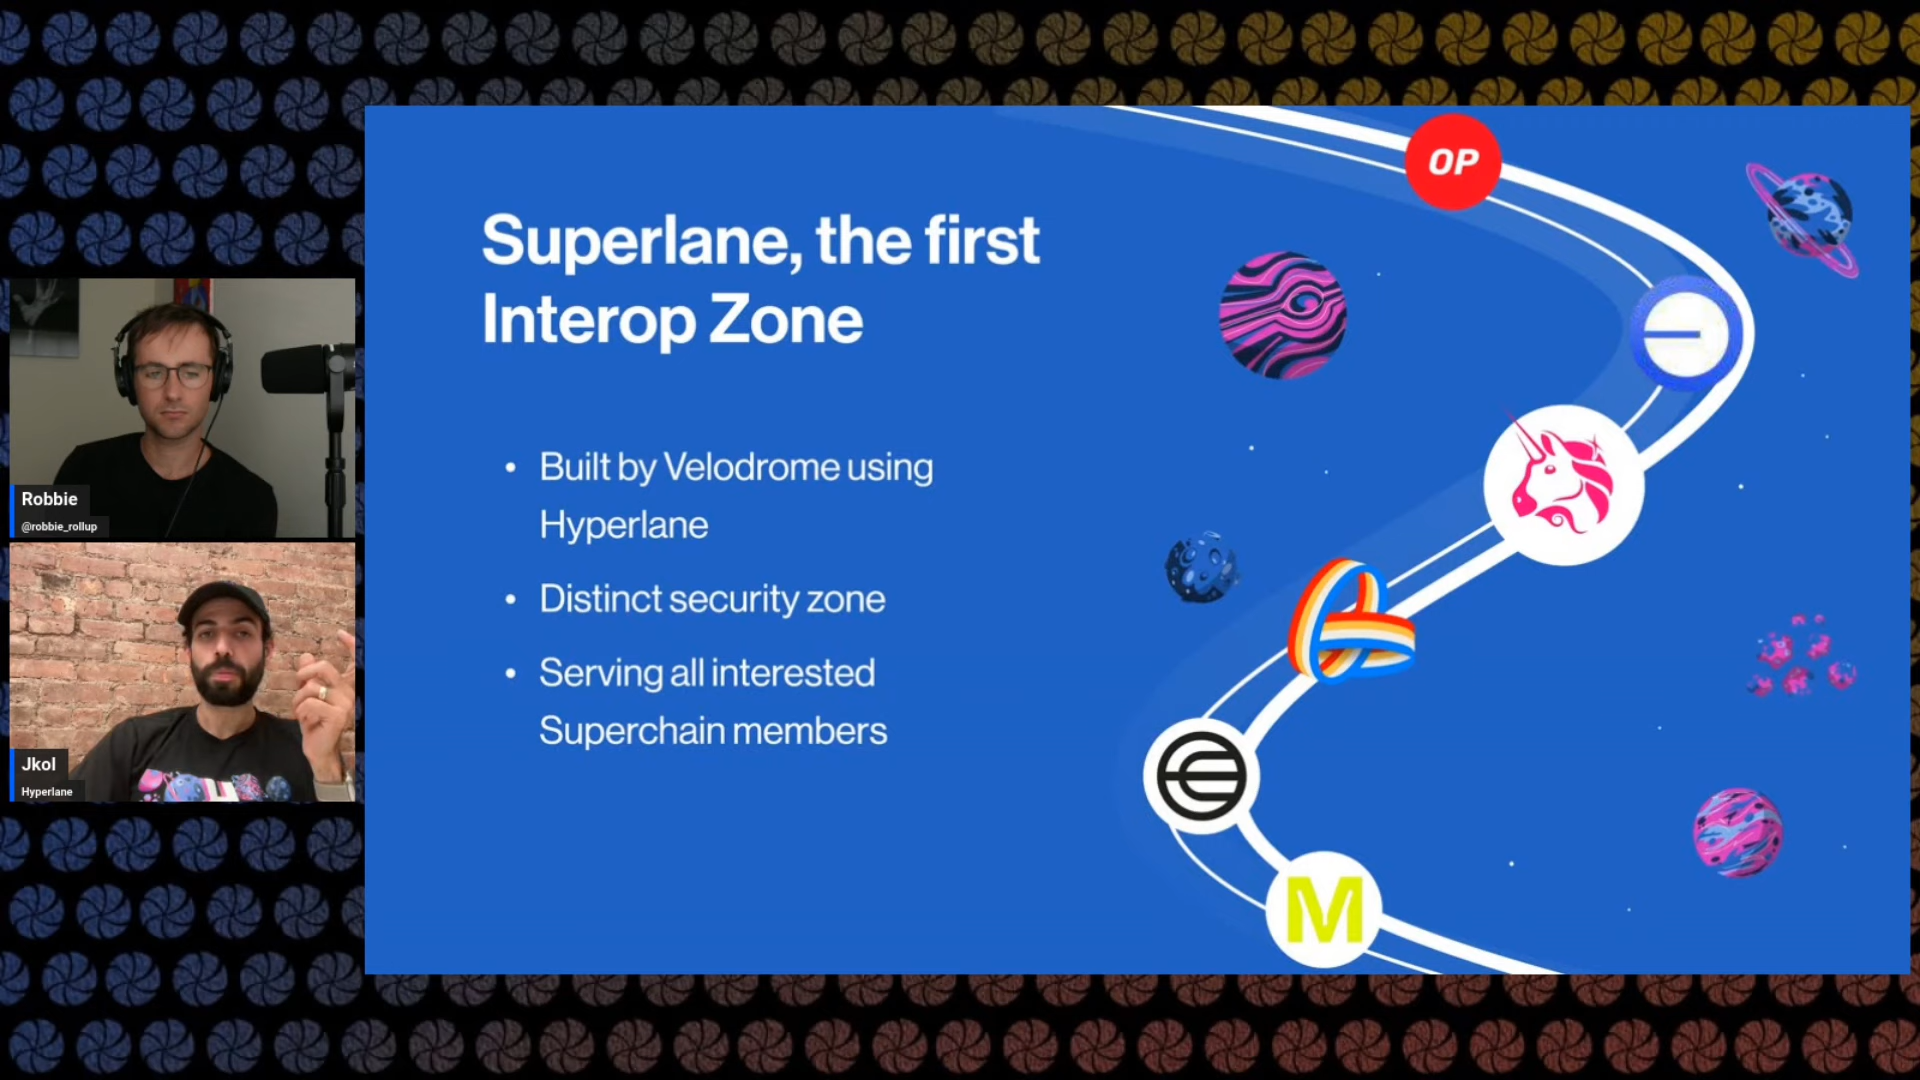 OP
Superlane, the first
Interop Zone
• Built by Velodrome using
Hyperlane
• Distinct security zone
• Serving all interested
Superchain members
M
Robbie
@robbie_rollup
Jkol
Hyperlane